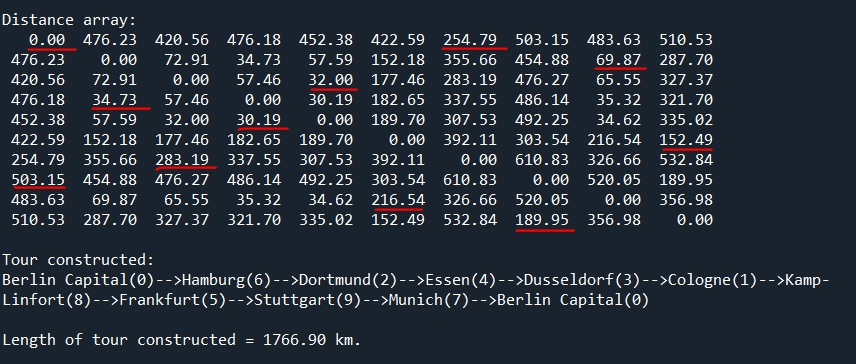 Distance array:
0.00 476.23 420.56 476.18 452.38 422.59 254.79 503.15 483.63 510.53
476.23 0.00 72.91 34.73 57.59 152.18 355.66 454.88 69.87 287.70
420.56 72.91 0.00 57.46 32.00 177.46 283.19 476.27 65.55 327.37
476.18 34.73 57.46 0.00 30.19 182.65 337.55 486.14 35.32 321.70
452.38 57.59 32.00 30.19 0.00 189.70 307.53 492.25 34.62 335.02
422.59 152.18 177.46 182.65 189.70 0.00 392.11 303.54 216.54 152.49
254.79 355.66 283.19 337.55 307.53 392.11 0.00 610.83 326.66 532.84
503.15 454.88 476.27 486.14 492.25 303.54 610.83 0.00 520.05 189.95
483.63 69.87 65.55 35.32 34.62 216.54 326.66 520.05 0.00 356.98
510.53 287.70 327.37 321.70 335.02 152.49 532.84 189.95 356.98 0.00
Tour constructed:
Berlin Capital(0)-->Hamburg(6)-->Dortmund(2)-->Essen(4)-->Dusseldorf(3)-->Cologne(1)-->Kamp-
Linfort(8)-->Frankfurt(5)-->Stuttgart(9)-->Munich(7)-->Berlin Capital(0)
Length of tour constructed = 1766.90 km.